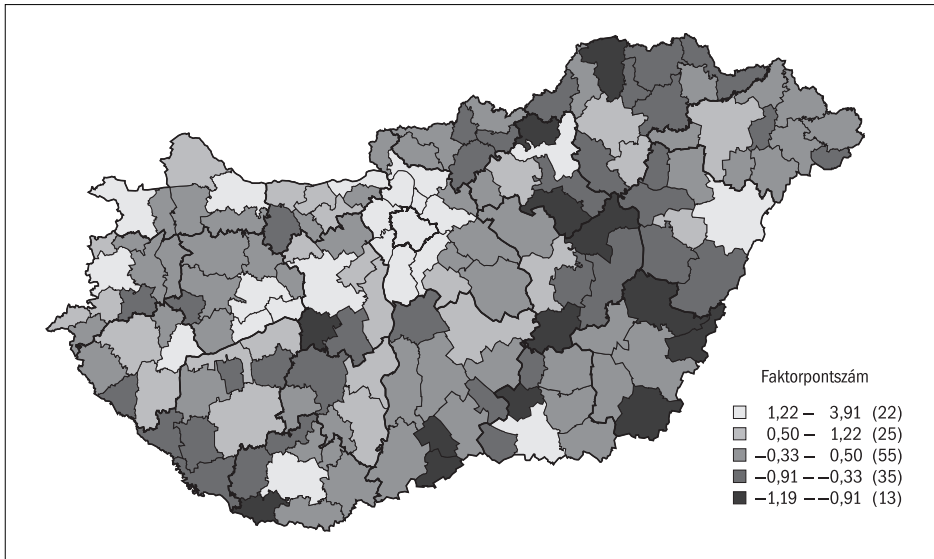 Faktorpontszám
1,22 – 3,91 (22)
0,50 – 1,22 (25)
–0,33 – 0,50 (55)
–0,91 – –0,33 (35)
–1,19 – –0,91 (13)